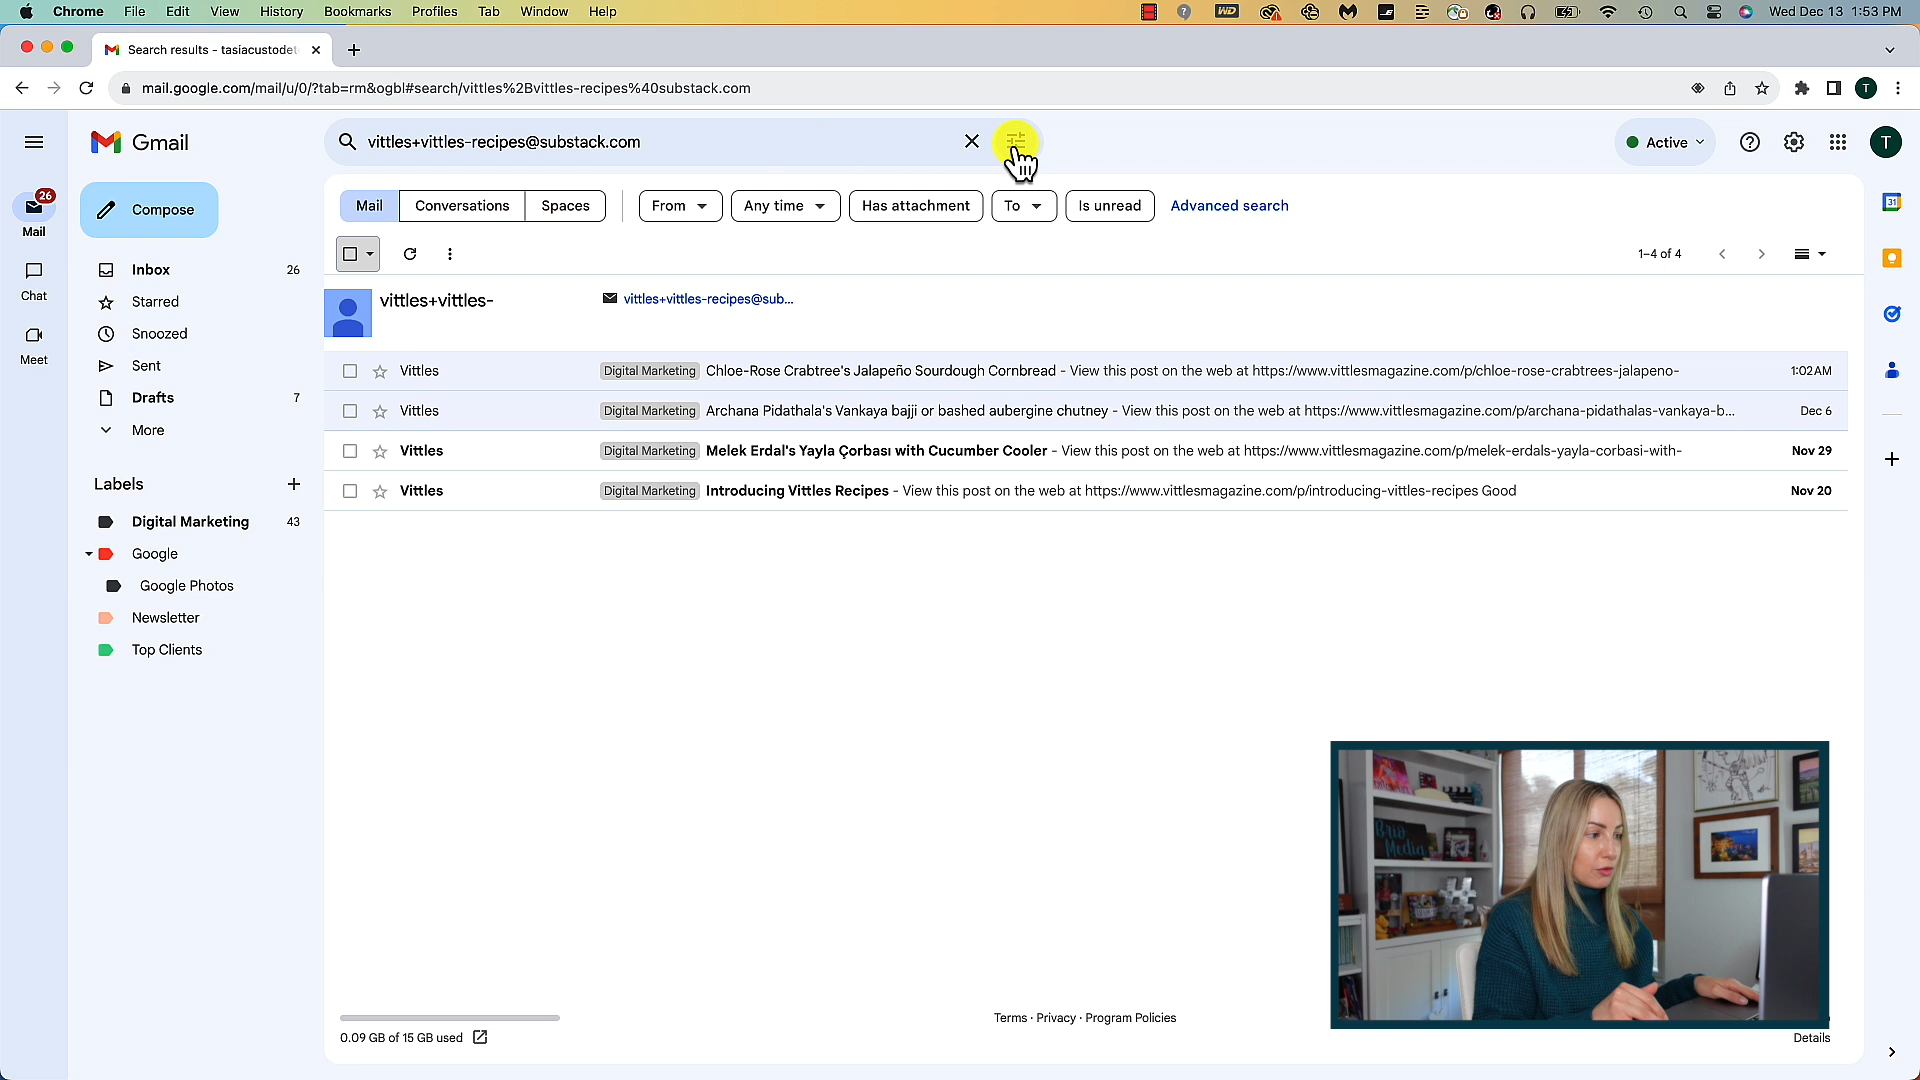 Chrome File Edit View History Bookmarks Profiles Tab Window Help
WD
Wed Dec 13 1:53 PM
Search results - tasiacustodet
mail.google.com/mail/u/0/?tab=rm&ogbl#search/vittles%2Bvittles-recipes%40substack.com
T
Gmail
vittles+vittles-recipes@substack.com
Active
T
26
Mail
Chat
Meet
Compose
Inbox 26
Starred
Snoozed
Sent
Drafts 7
More
Labels
Digital Marketing 43
Google
Google Photos
Newsletter
Top Clients
Mail Conversations Spaces From Any time Has attachment To Is unread Advanced search
1–4 of 4
vittles+vittles- vittles+vittles-recipes@sub...
Vittles Digital Marketing Chloe-Rose Crabtree's Jalapeño Sourdough Cornbread - View this post on the web at https://www.vittlesmagazine.com/p/chloe-rose-crabtrees-jalapeno- 1:02 AM
Vittles Digital Marketing Archana Pidathala's Vankaya bajji or bashed aubergine chutney - View this post on the web at https://www.vittlesmagazine.com/p/archana-pidathalas-vankaya-b... Dec 6
Vittles Digital Marketing Melek Erdal's Yayla Çorbası with Cucumber Cooler - View this post on the web at https://www.vittlesmagazine.com/p/melek-erdals-yayla-corbasi-with- Nov 29
Vittles Digital Marketing Introducing Vittles Recipes - View this post on the web at https://www.vittlesmagazine.com/p/introducing-vittles-recipes Good Nov 20
31
Brio
Media
0.09 GB of 15 GB used
Terms · Privacy · Program Policies
Details